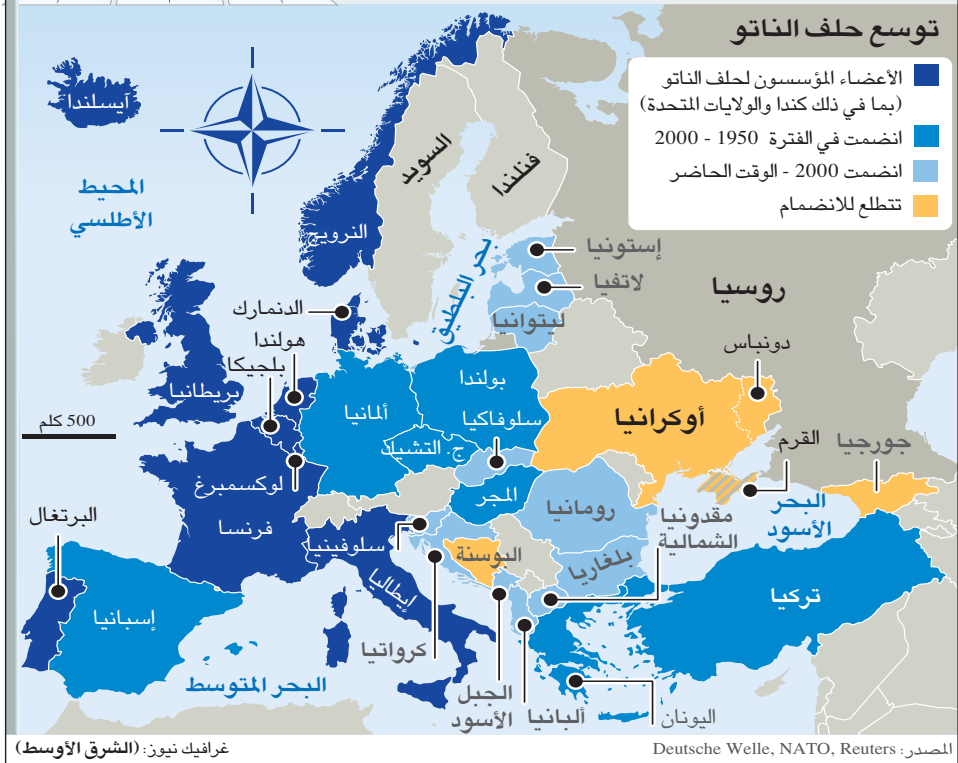 توسع حلف الناتو
الأعضاء المؤسسون لحلف الناتو
(بما في ذلك كندا والولايات المتحدة)
انضمت في الفترة 1950 - 2000
انضمت 2000 - الوقت الحاضر
تتطلع للانضمام
آيسلندا
المحيط
الأطلسي
السويد
فنلندا
النرويج
بحر البلطيق
إستونيا
لاتفيا
ليتوانيا
روسيا
الدنمارك
هولندا
بلجيكا
بريطانيا
500 كلم
دونباس
بولندا
ألمانيا
سلوفاكيا
ج. التشيك
أوكرانيا
القرم
جورجيا
لوكسمبرغ
المجر
رومانيا
مقدونيا
الشمالية
البحر
الأسود
البرتغال
فرنسا
سلوفينيا
البوسنة
بلغاريا
إيطاليا
تركيا
إسبانيا
كرواتيا
البحر المتوسط
الجبل
الأسود
ألبانيا
اليونان
المصدر: Deutsche Welle, NATO, Reuters
غرافيك نيوز: (الشرق الأوسط)